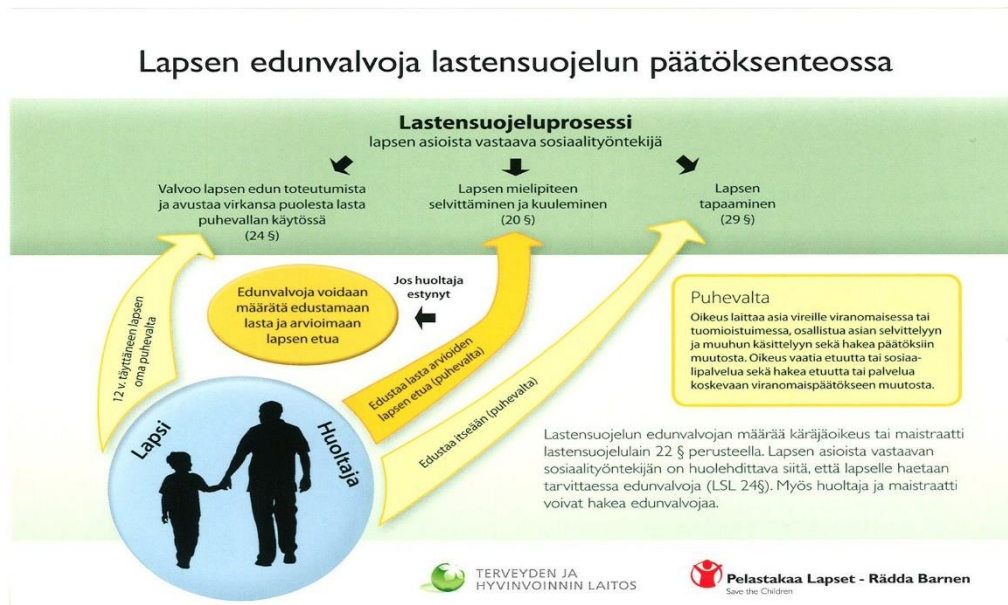 Lapsen edunvalvoja lastensuojelun päätöksenteossa
Lastensuojeluprosessi
lapsen asioista vastaava sosiaalityöntekijä
Valvoo lapsen edun toteutumista
ja avustaa virkansa puolesta lasta
puhevallan käytössä
(24 §)
Lapsen mielipiteen
selvittäminen ja kuuleminen
(20 §)
Lapsen
tapaaminen
(29 §)
12 v. täyttäneen lapsen
oma puhevalta
Edunvalvoja voidaan
määrätä edustamaan
lasta ja arvioimaan
lapsen etua
Jos huoltaja
estynyt
Edustaa lasta arvioiden
lapsen etua (puhevalta)
Edustaa itseään (puhevalta)
Puhevalta
Oikeus laittaa asia vireille viranomaisessa tai
tuomioistuimessa, osallistua asian selvittelyyn
ja muuhun käsittelyyn sekä hakea päätöksiin
muutosta. Oikeus vaatia etuutta tai sosiaa-
lipalvelua sekä hakea etuutta tai palvelua
koskevaan viranomaispäätökseen muutosta.
Lapsi
Huoltaja
Lastensuojelun edunvalvojan määrää käräjäoikeus tai maistraatti
lastensuojelulain 22 § perusteella. Lapsen asioista vastaavan
sosiaalityöntekijän on huolehdittava siitä, että lapselle haetaan
tarvittaessa edunvalvoja (LSL 24§). Myös huoltaja ja maistraatti
voivat hakea edunvalvojaa.
TERVEYDEN JA
HYVINVOINNIN LAITOS
Pelastakaa Lapset - Rädda Barnen
Save the Children